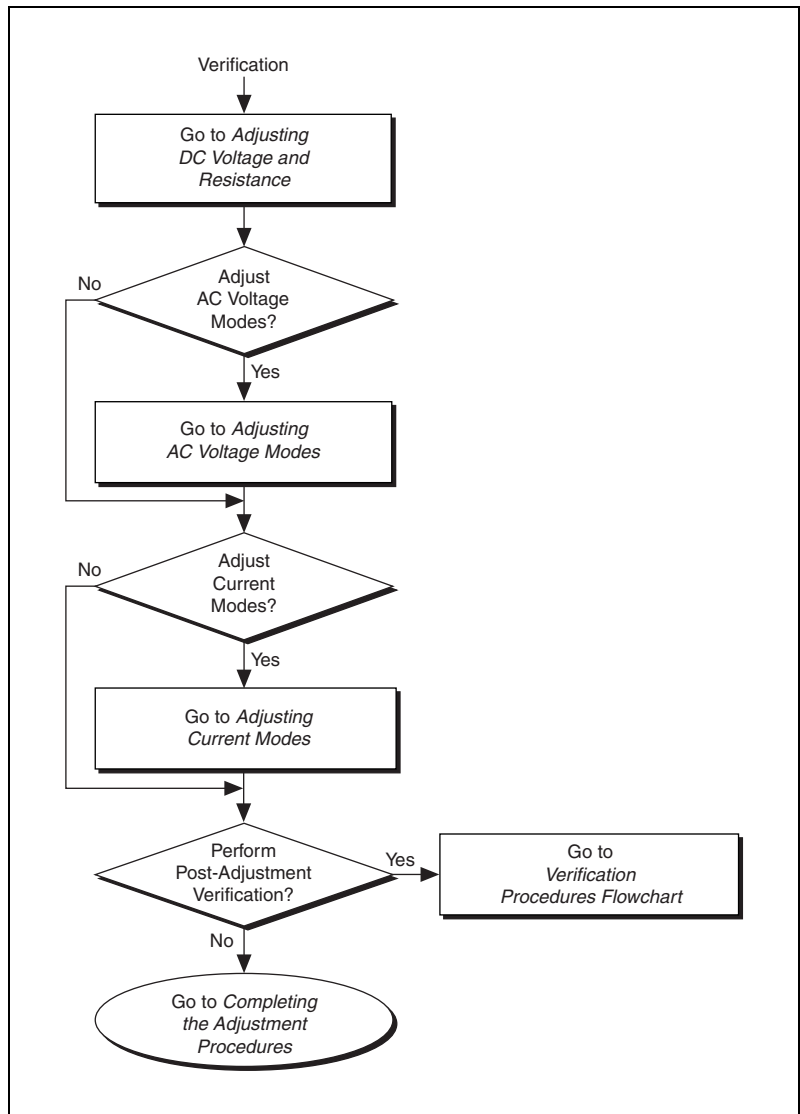 Verification
Go to Adjusting
DC Voltage and
Resistance
No
Adjust
AC Voltage
Modes?
Yes
Go to Adjusting
AC Voltage Modes
No
Adjust
Current
Modes?
Yes
Go to Adjusting
Current Modes
Perform
Post-Adjustment
Verification?
Yes
Go to
Verification
Procedures Flowchart
No
Go to Completing
the Adjustment
Procedures